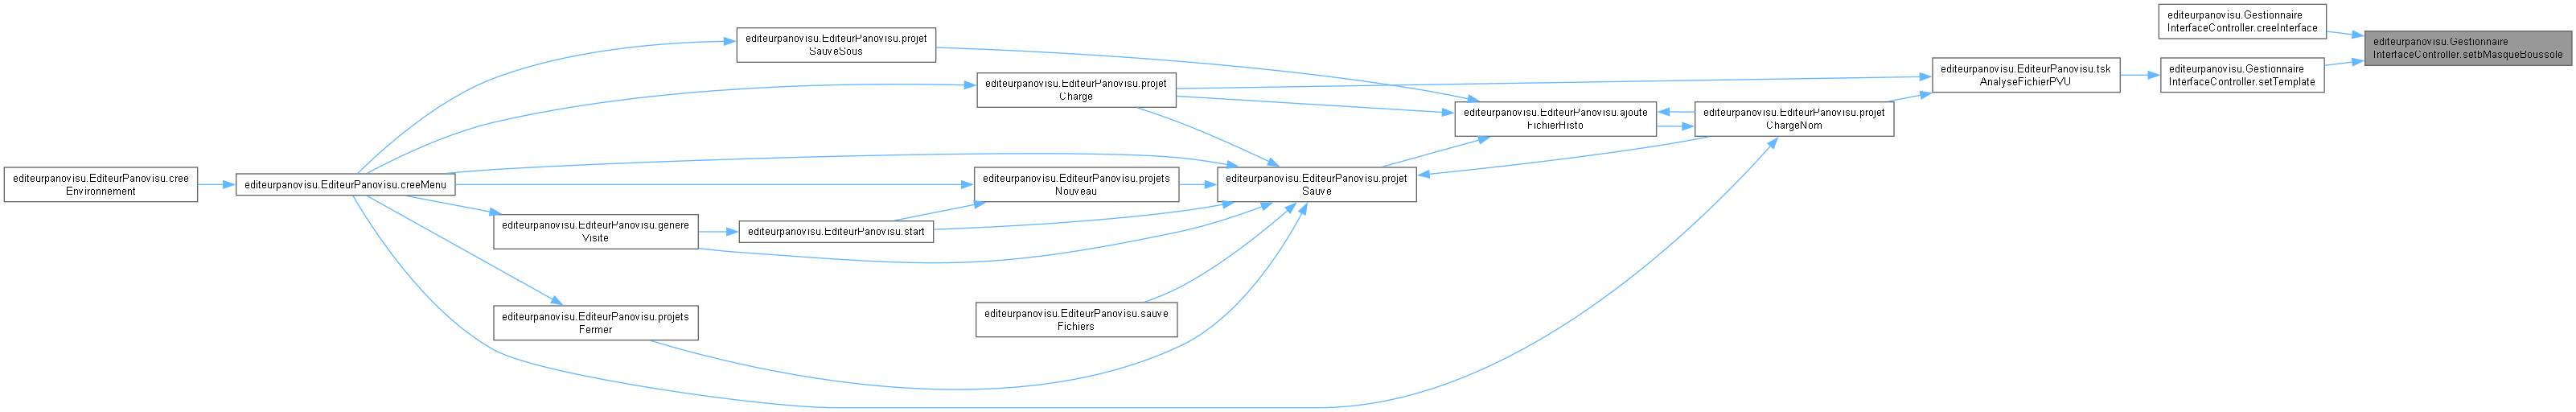 editeurpanovisu.Gestionnaire
InterfaceController.creeInterface
editeurpanovisu.Gestionnaire
InterfaceController.setbMasqueBoussole
editeurpanovisu.EditeurPanovisu.projet
SauveSous
editeurpanovisu.EditeurPanovisu.tsk
AnalyseFichierPVU
editeurpanovisu.Gestionnaire
InterfaceController.setTemplate
editeurpanovisu.EditeurPanovisu.projet
Charge
editeurpanovisu.EditeurPanovisu.ajoute
FichierHisto
editeurpanovisu.EditeurPanovisu.projet
ChargeNom
editeurpanovisu.EditeurPanovisu.cree
Environnement
editeurpanovisu.EditeurPanovisu.creeMenu
editeurpanovisu.EditeurPanovisu.projets
Nouveau
editeurpanovisu.EditeurPanovisu.projet
Sauve
editeurpanovisu.EditeurPanovisu.genere
Visite
editeurpanovisu.EditeurPanovisu.start
editeurpanovisu.EditeurPanovisu.projets
Fermer
editeurpanovisu.EditeurPanovisu.sauve
Fichiers